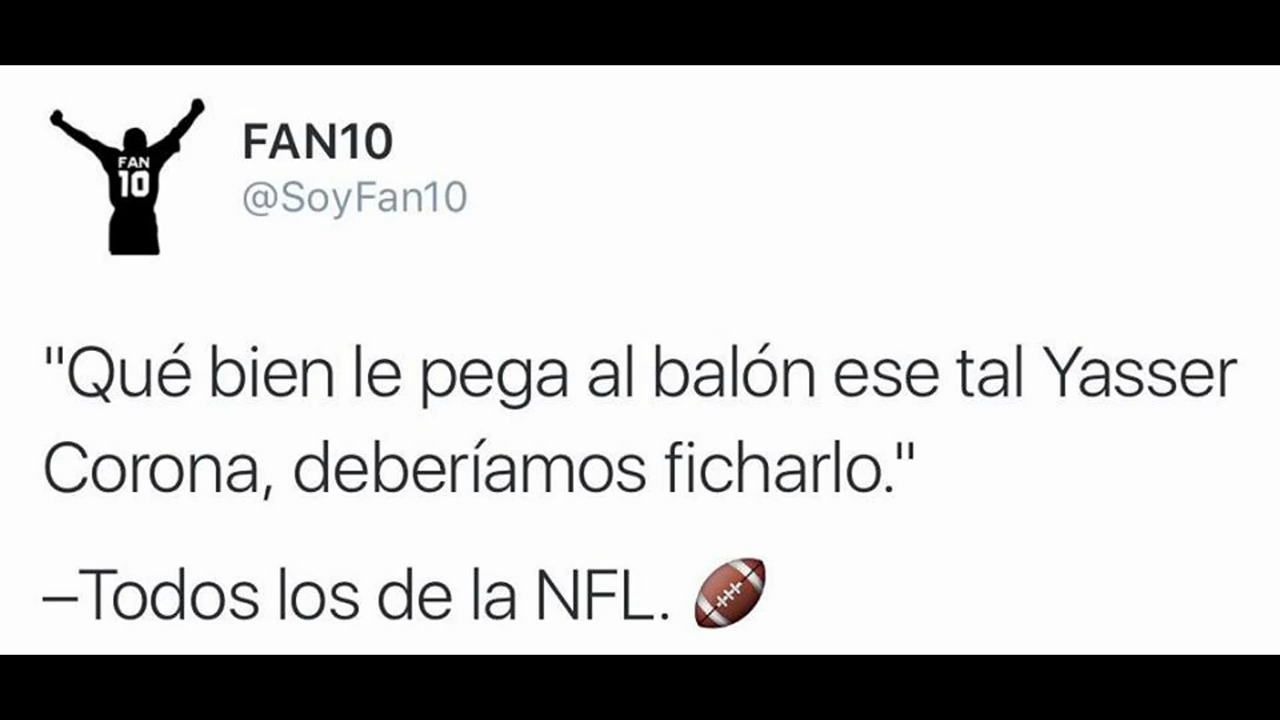 FAN
10
FAN10
@SoyFan10
"Qué bien le pega al balón ese tal Yasser
Corona, deberíamos ficharlo."
–Todos los de la NFL. 🏈